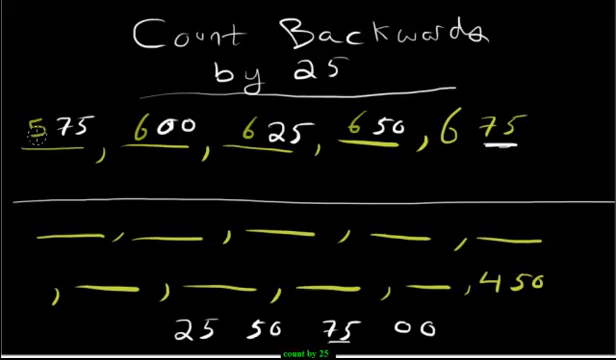 Count Backwards
by 25
575, 600, 625, 650, 675
, , , ,
, , , , , 450
25 50 75 00
count by 25